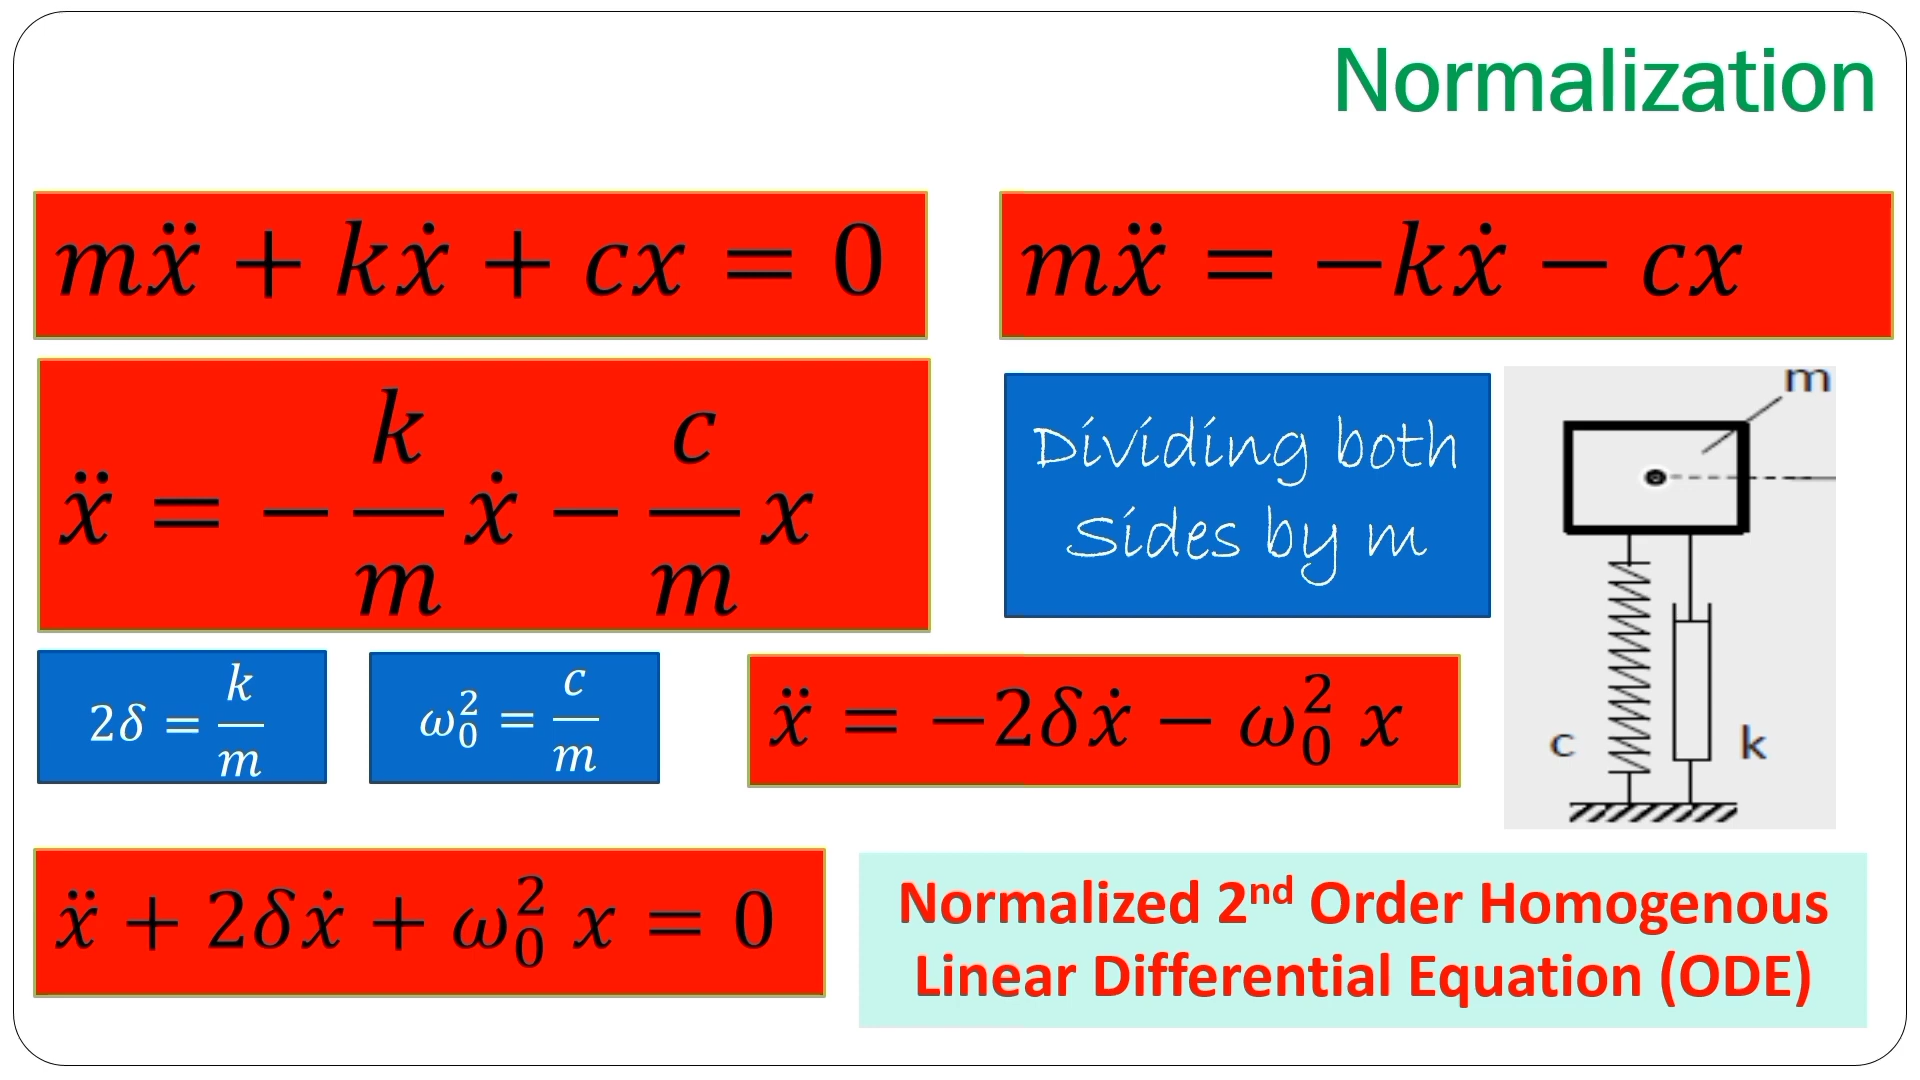 Normalization
mẍ + kẋ + cx = 0
mẍ = −kẋ − cx
ẍ = − k/m ẋ − c/m x
Dividing both
Sides by m
m
2δ = k/m
ω₀² = c/m
ẍ = −2δẋ − ω₀² x
c
k
ẍ + 2δẋ + ω₀² x = 0
Normalized 2ⁿᵈ Order Homogenous
Linear Differential Equation (ODE)